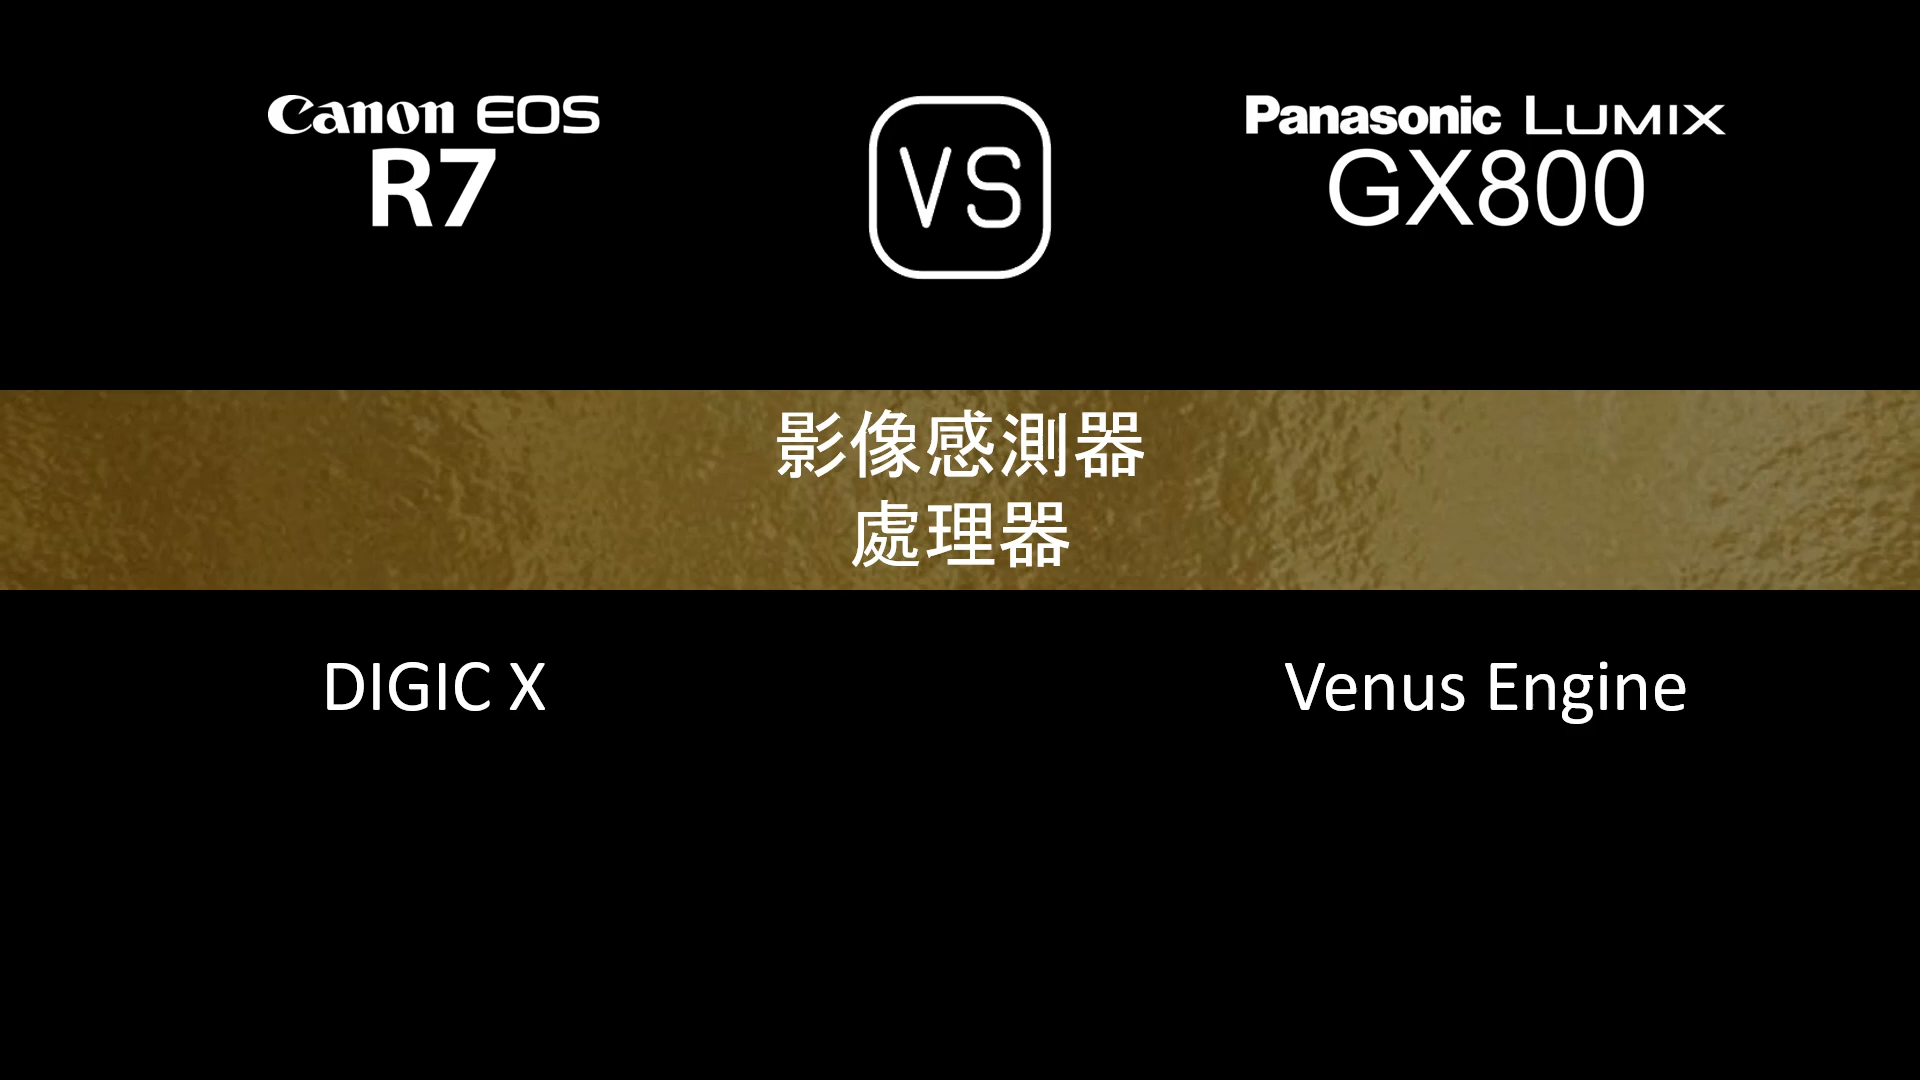 Canon EOS
R7
VS
Panasonic LUMIX
GX800
影像感測器
處理器
DIGIC X
Venus Engine